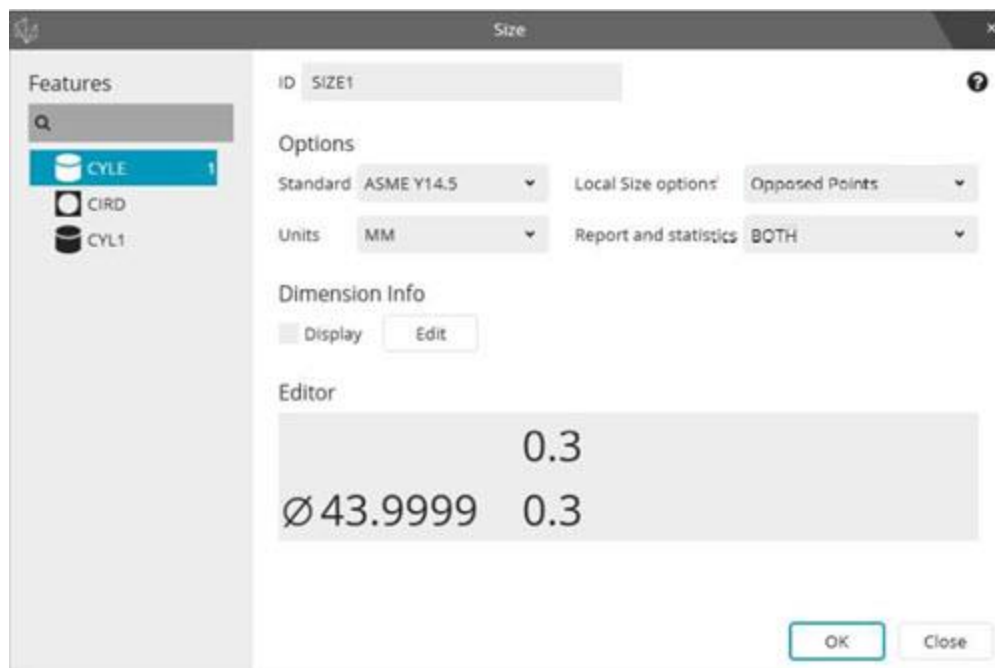 Size
Features
ID SIZE1
CYLE 1
CIRD
CYL1
Options
Standard ASME Y14.5 Local Size options Opposed Points
Units MM Report and statistics BOTH
Dimension Info
Display Edit
Editor
0.3
⌀ 43.9999 0.3
OK Close